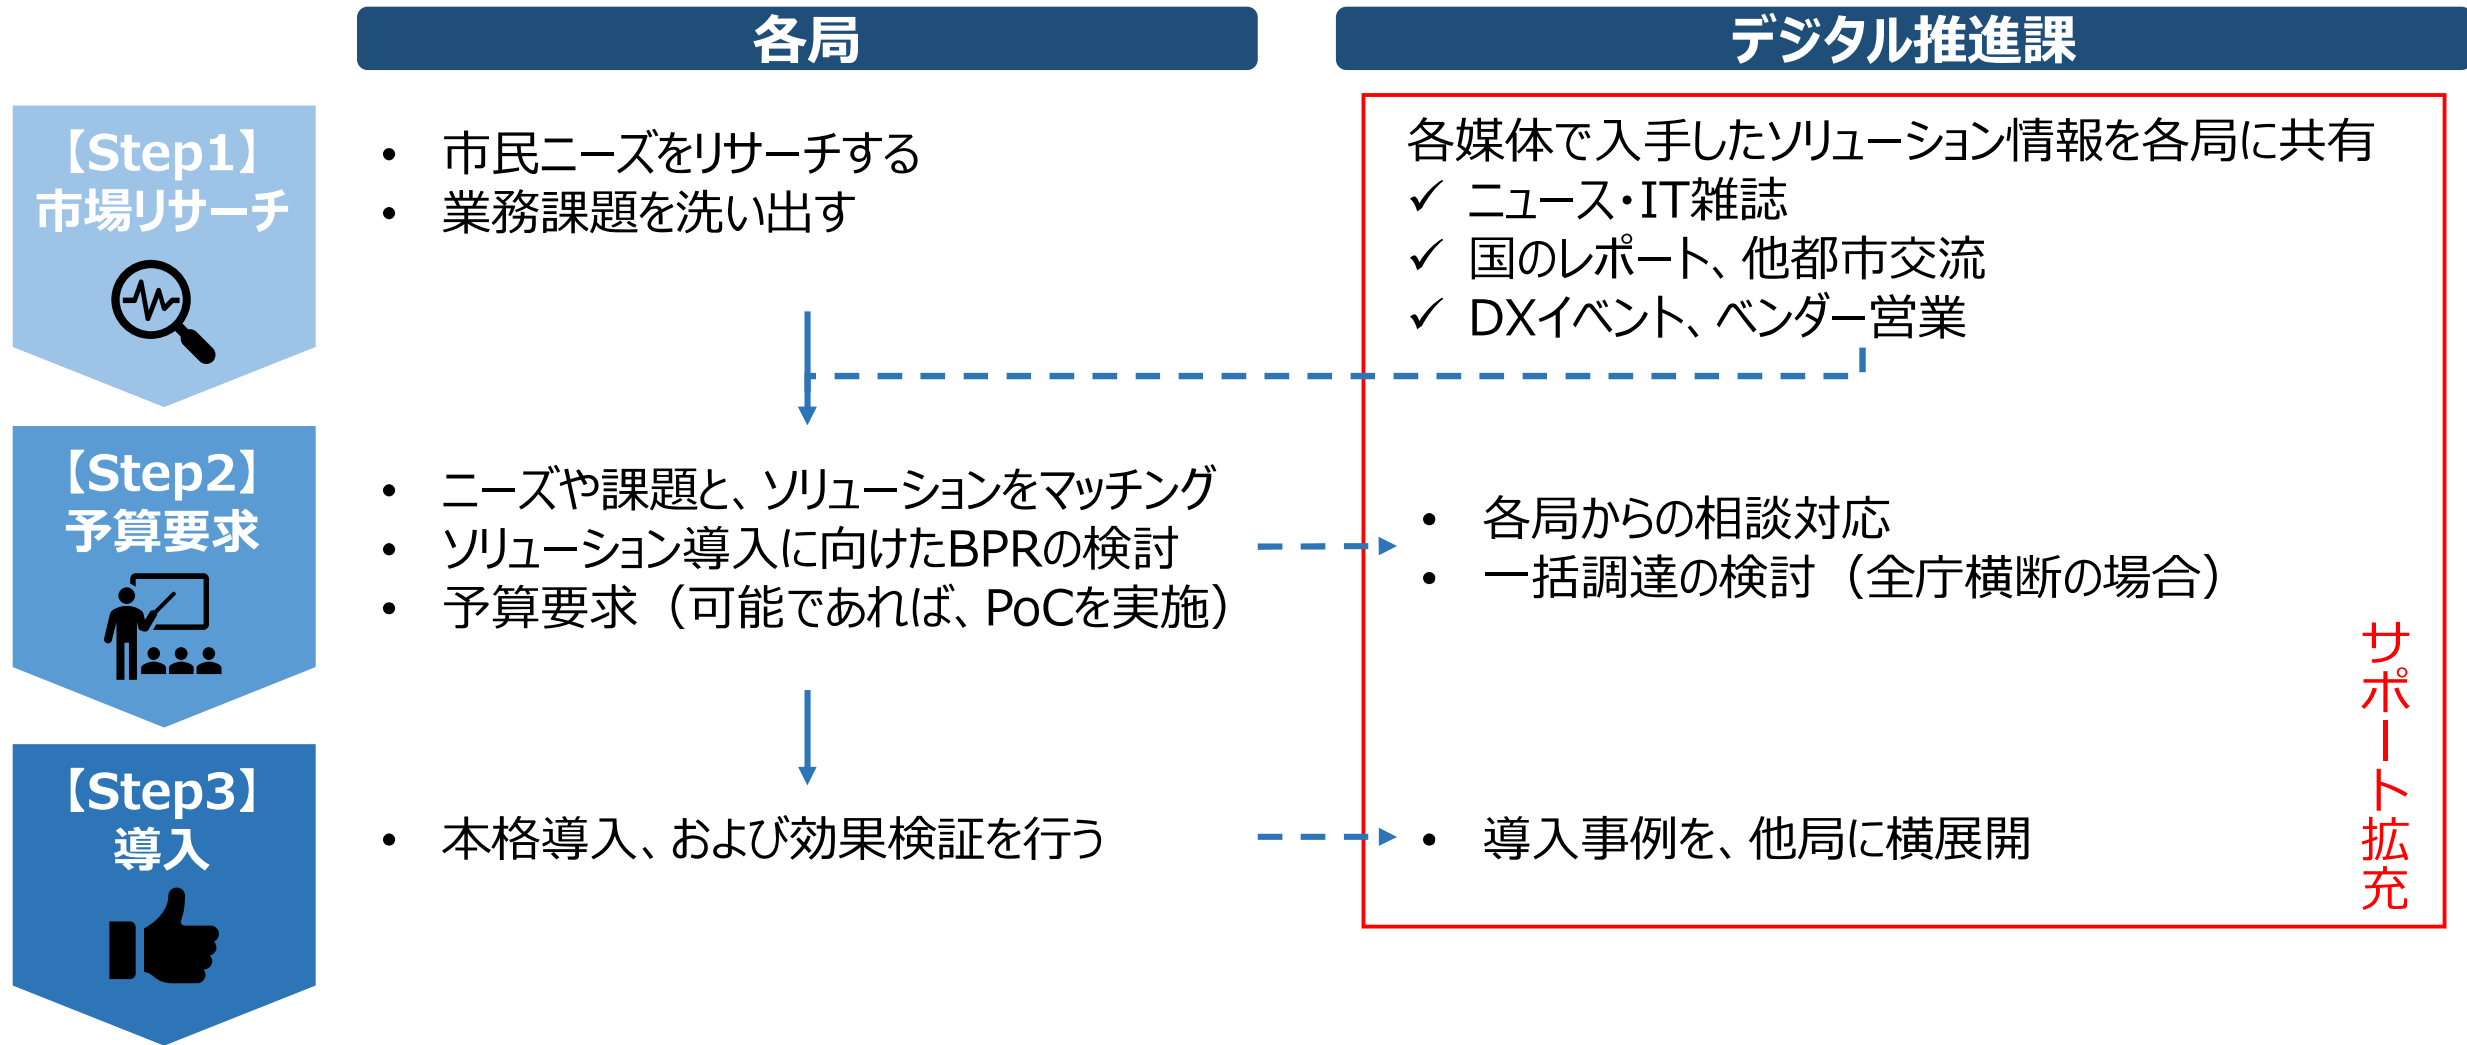 各局
デジタル推進課
【Step1】
市場リサーチ
• 市民ニーズをリサーチする
• 業務課題を洗い出す
各媒体で入手したソリューション情報を各局に共有
✓ ニュース・IT雑誌
✓ 国のレポート、他都市交流
✓ DXイベント、ベンダー営業
【Step2】
予算要求
• ニーズや課題と、ソリューションをマッチング
• ソリューション導入に向けたBPRの検討
• 予算要求（可能であれば、PoCを実施）
• 各局からの相談対応
• 一括調達の検討（全庁横断の場合）
サポート拡充
【Step3】
導入
• 本格導入、および効果検証を行う
• 導入事例を、他局に横展開